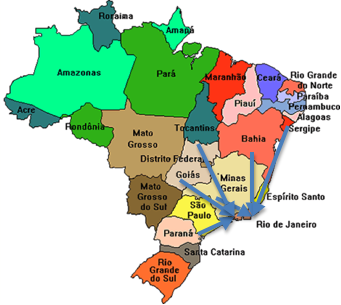 Roraima
Amapá
Amazonas
Pará
Maranhão
Ceará
Rio Grande
do Norte
Paraíba
Pernambuco
Piauí
Alagoas
Sergipe
Acre
Rondônia
Tocantins
Bahia
Mato
Grosso
Distrito Federal
Goiás
Minas
Gerais
Mato
Grosso
do Sul
Espírito Santo
São
Paulo
Rio de Janeiro
Paraná
Santa Catarina
Rio
Grande
do Sul